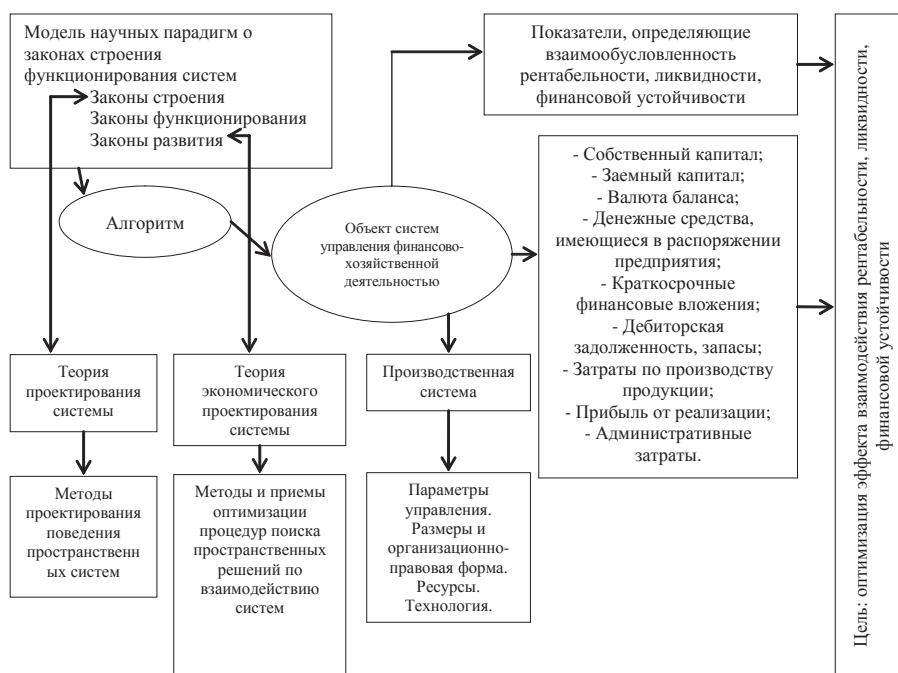 Модель научных парадигм о
законах строения
функционирования систем
Законы строения
Законы функционирования
Законы развития
Показатели, определяющие
взаимообусловленность
рентабельности, ликвидности,
финансовой устойчивости
Алгоритм
Объект систем
управления финансово-
хозяйственной
деятельностью
- Собственный капитал;
- Заемный капитал;
- Валюта баланса;
- Денежные средства,
имеющиеся в распоряжении
предприятия;
- Краткосрочные
финансовые вложения;
- Дебиторская
задолженность, запасы;
- Затраты по производству
продукции;
- Прибыль от реализации;
- Административные
затраты.
Теория
проектирования
системы
Теория
экономического
проектирования
системы
Производственная
система
Методы
проектирования
поведения
пространственн
ых систем
Методы и приемы
оптимизации
процедур поиска
пространственных
решений по
взаимодействию
систем
Параметры
управления.
Размеры и
организационно-
правовая форма.
Ресурсы.
Технология.
Цель: оптимизация эффекта взаимодействия рентабельности, ликвидности,
финансовой устойчивости